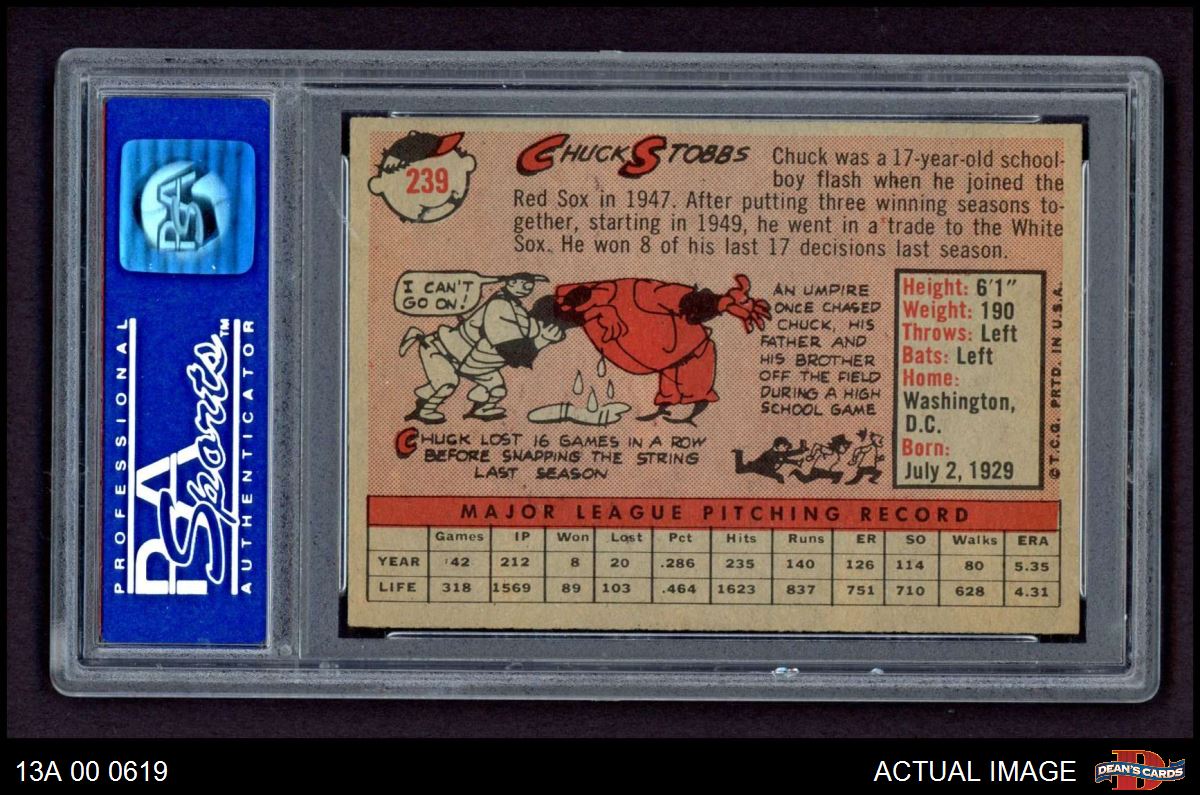 PSA
PROFESSIONAL
PSA
Sports™
AUTHENTICATOR
239
CHUCK STOBBS
Chuck was a 17-year-old school-
boy flash when he joined the
Red Sox in 1947. After putting three winning seasons to-
gether, starting in 1949, he went in a trade to the White
Sox. He won 8 of his last 17 decisions last season.
I CAN'T
GO ON!
CHUCK LOST 16 GAMES IN A ROW
BEFORE SNAPPING THE STRING
LAST SEASON
AN UMPIRE
ONCE CHASED
CHUCK, HIS
FATHER AND
HIS BROTHER
OFF THE FIELD
DURING A HIGH
SCHOOL GAME
Height: 6'1"
Weight: 190
Throws: Left
Bats: Left
Home:
Washington,
D.C.
Born:
July 2, 1929
© T.C.G. PRTD. IN U.S.A.
MAJOR LEAGUE PITCHING RECORD
Games IP Won Lost Pct Hits Runs ER SO Walks ERA
YEAR 42 212 8 20 .286 235 140 126 114 80 5.35
LIFE 318 1569 89 103 .464 1623 837 751 710 628 4.31
13A 00 0619
ACTUAL IMAGE
D
DEAN'S CARDS